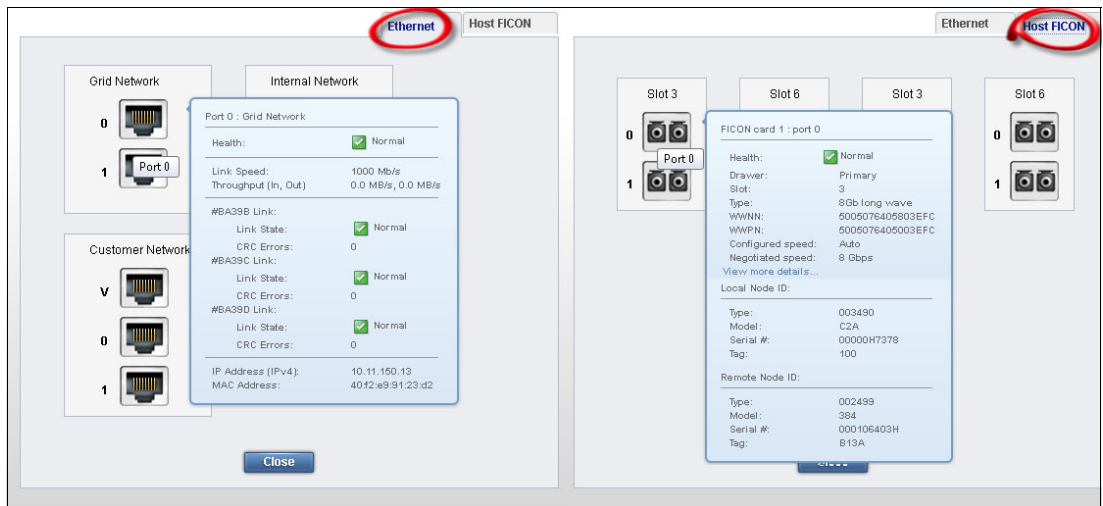 Ethernet Host FICON
Grid Network Internal Network
0
1
Port 0
Port 0 : Grid Network
Health: Normal
Link Speed: 1000 Mb/s
Throughput (In, Out) 0.0 MB/s, 0.0 MB/s
#BA39B Link:
Link State: Normal
CRC Errors: 0
#BA39C Link:
Link State: Normal
CRC Errors: 0
#BA39D Link:
Link State: Normal
CRC Errors: 0
IP Address (IPv4): 10.11.150.13
MAC Address: 40:f2:e9:91:23:d2
Customer Network
V
0
1
Close
Ethernet Host FICON
Slot 3 Slot 6 Slot 3 Slot 6
0
Port 0
1
FICON card 1 : port 0
Health: Normal
Drawer: Primary
Slot: 3
Type: 8Gb long wave
WWNN: 5005076405803EFC
WWPN: 5005076405003EFC
Configured speed: Auto
Negotiated speed: 8 Gbps
View more details...
Local Node ID:
Type: 003490
Model: C2A
Serial #: 00000H7378
Tag: 100
Remote Node ID:
Type: 002499
Model: 384
Serial #: 000106403H
Tag: B13A
0
1